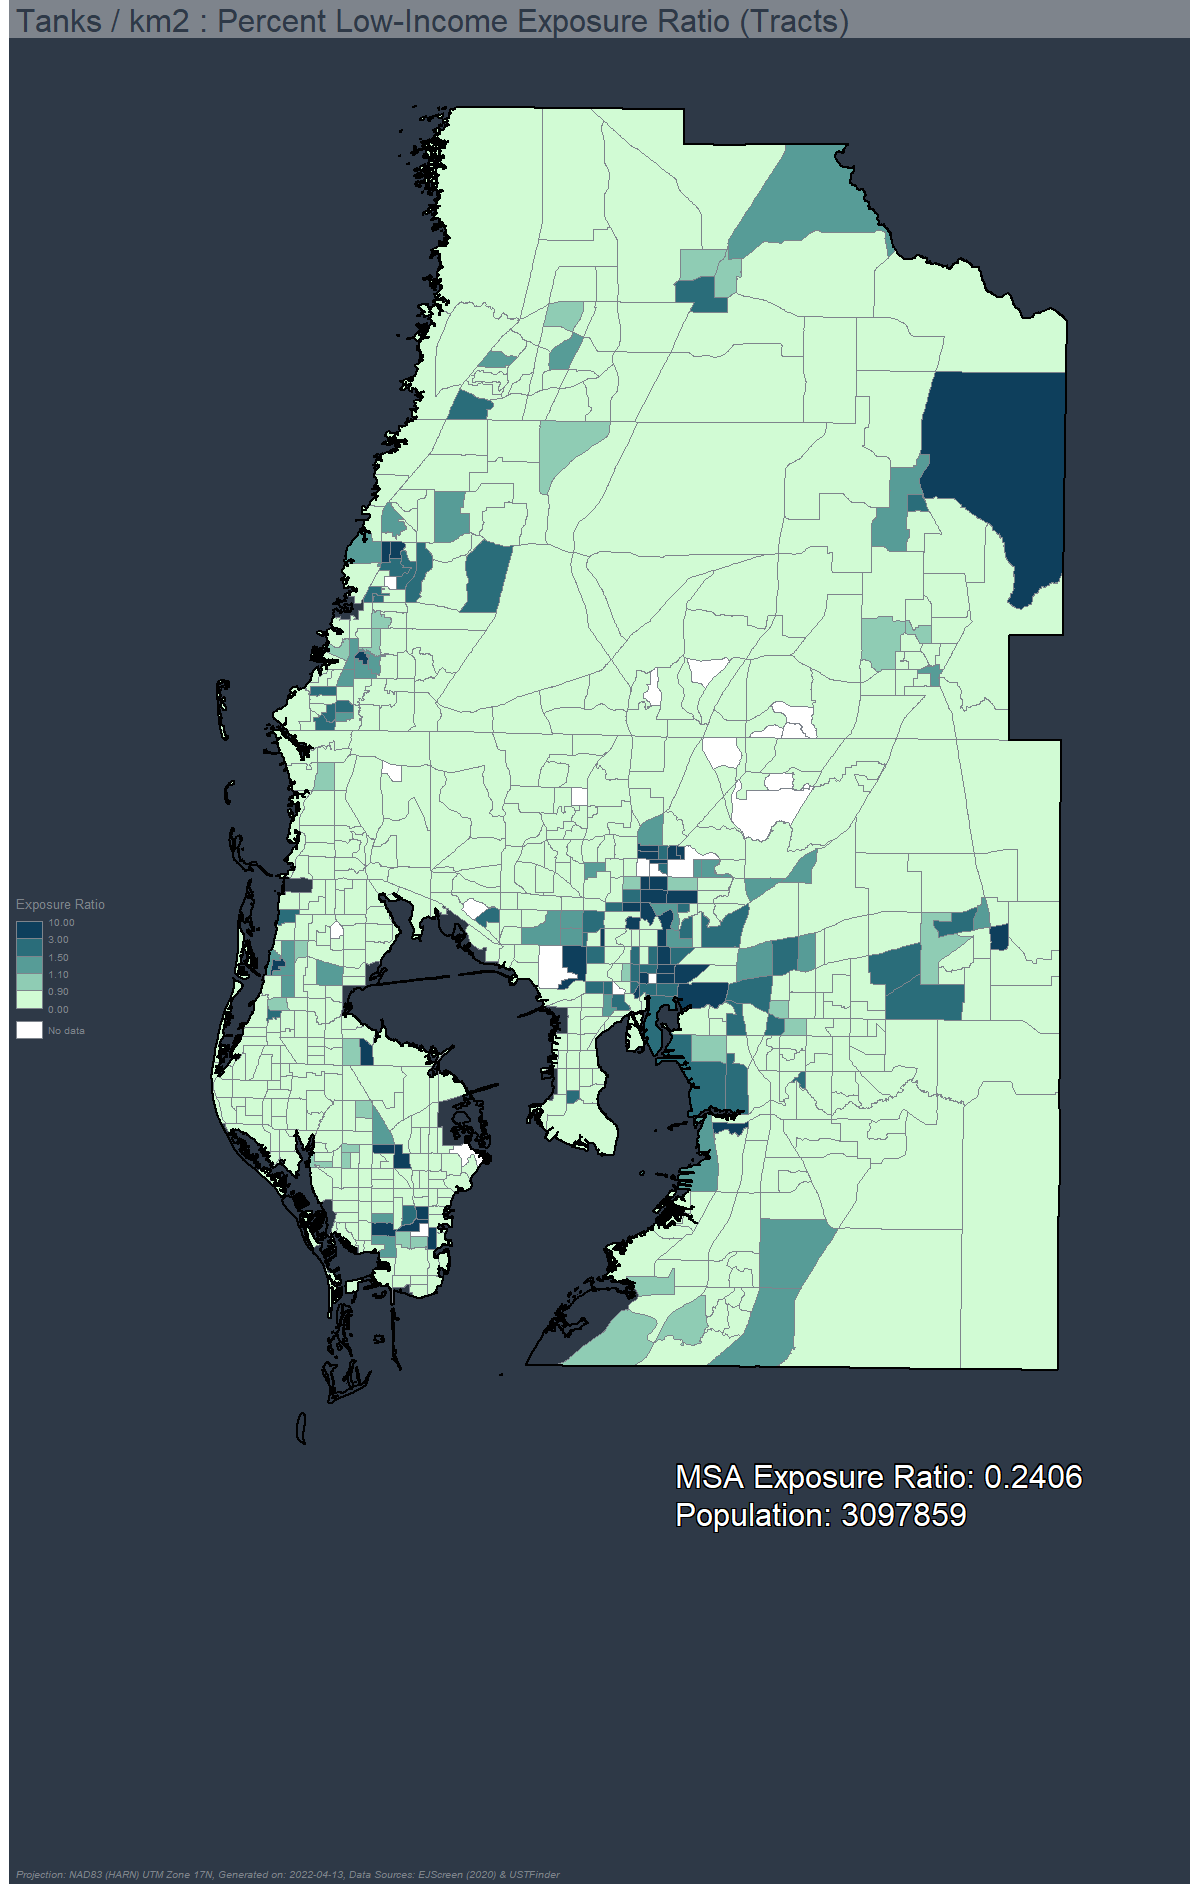 Tanks / km2 : Percent Low-Income Exposure Ratio (Tracts)
Exposure Ratio
10.00
3.00
1.50
1.10
0.90
0.00
No data
MSA Exposure Ratio: 0.2406
Population: 3097859
Projection: NAD83 (HARN) UTM Zone 17N, Generated on: 2022-04-13, Data Sources: EJScreen (2020) & USTFinder